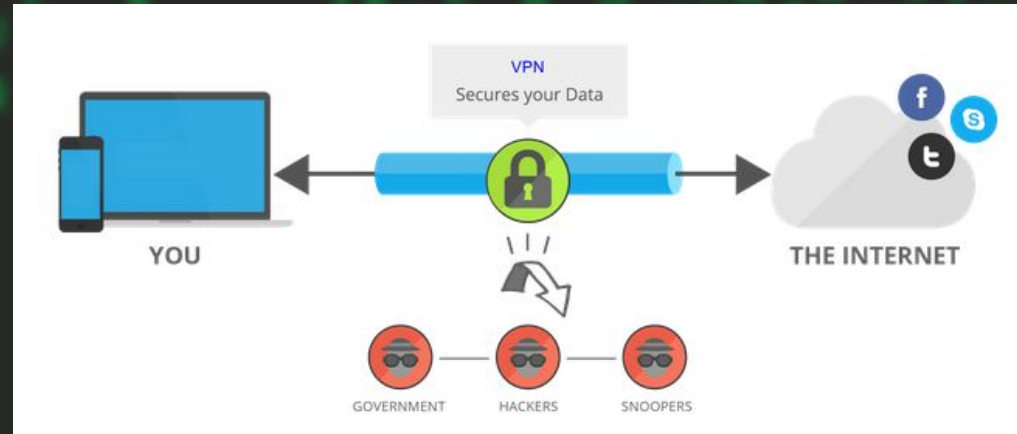 VPN
Secures your Data
f
S
t
YOU
THE INTERNET
GOVERNMENT
HACKERS
SNOOPERS